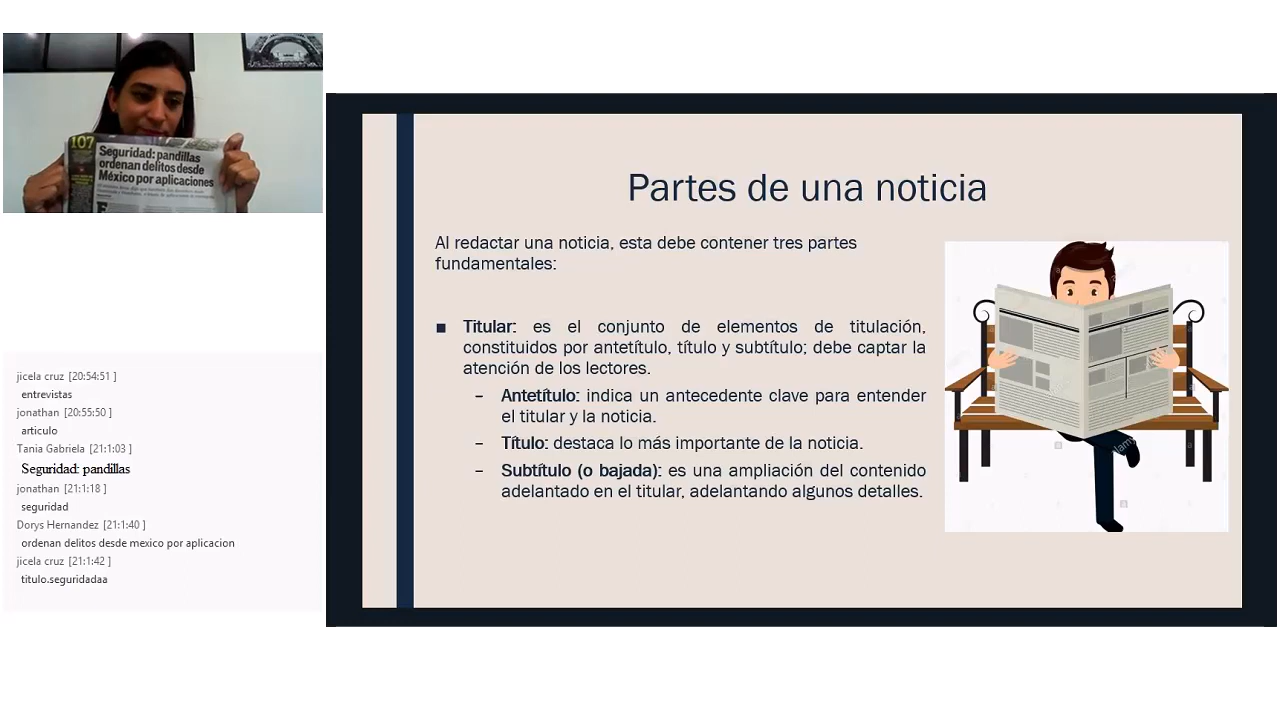 107
Seguridad: pandillas
ordenan delitos desde
México por aplicaciones
jicela cruz [20:54:51 ]
entrevistas
jonathan [20:55:50 ]
articulo
Tania Gabriela [21:1:03 ]
Seguridad: pandillas
jonathan [21:1:18 ]
seguridad
Dorys Hernandez [21:1:40 ]
ordenan delitos desde mexico por aplicacion
jicela cruz [21:1:42 ]
titulo.seguridadaa
Partes de una noticia
Al redactar una noticia, esta debe contener tres partes
fundamentales:
■ Titular: es el conjunto de elementos de titulación,
constituidos por antetítulo, título y subtítulo; debe captar la
atención de los lectores.
– Antetítulo: indica un antecedente clave para entender
el titular y la noticia.
– Título: destaca lo más importante de la noticia.
– Subtítulo (o bajada): es una ampliación del contenido
adelantado en el titular, adelantando algunos detalles.